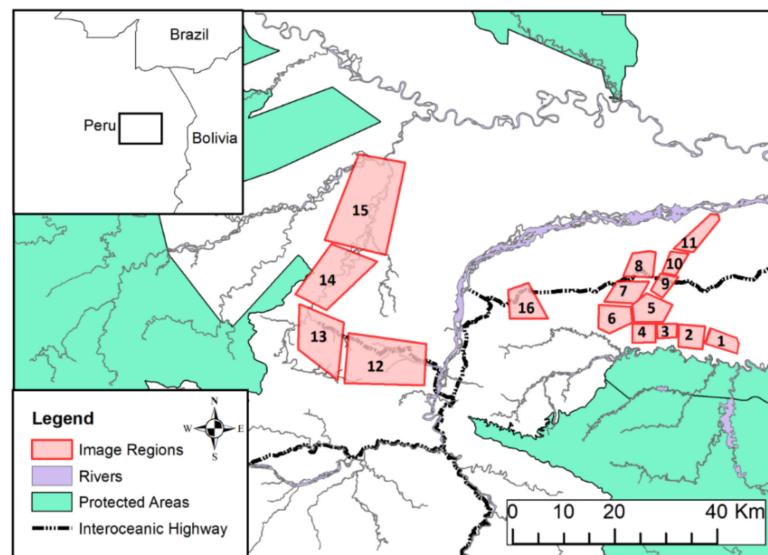 Brazil
Peru
Bolivia
15
11
8
10
14
9
7
16
5
6
13
4
3
2
1
12
Legend
N
W
E
S
Image Regions
Rivers
Protected Areas
Interoceanic Highway
0 10 20 40 Km